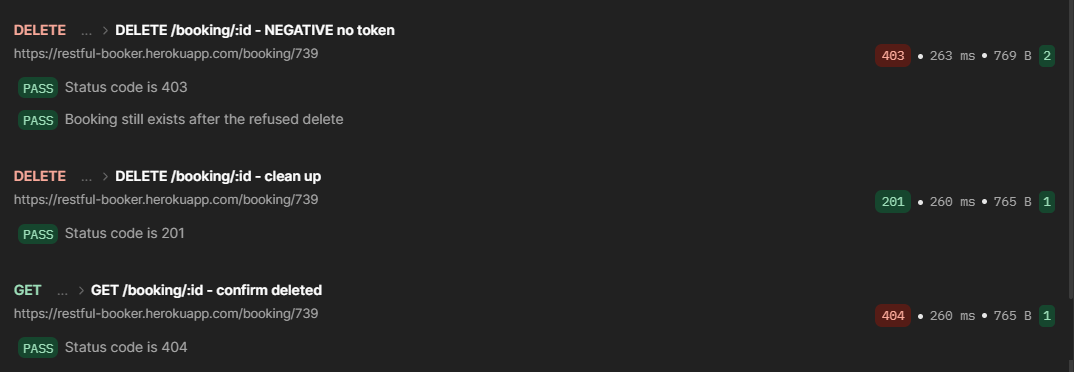 DELETE ... > DELETE /booking/:id - NEGATIVE no token
https://restful-booker.herokuapp.com/booking/739
403 • 263 ms • 769 B 2
PASS Status code is 403
PASS Booking still exists after the refused delete
DELETE ... > DELETE /booking/:id - clean up
https://restful-booker.herokuapp.com/booking/739
201 • 260 ms • 765 B 1
PASS Status code is 201
GET ... > GET /booking/:id - confirm deleted
https://restful-booker.herokuapp.com/booking/739
404 • 260 ms • 765 B 1
PASS Status code is 404